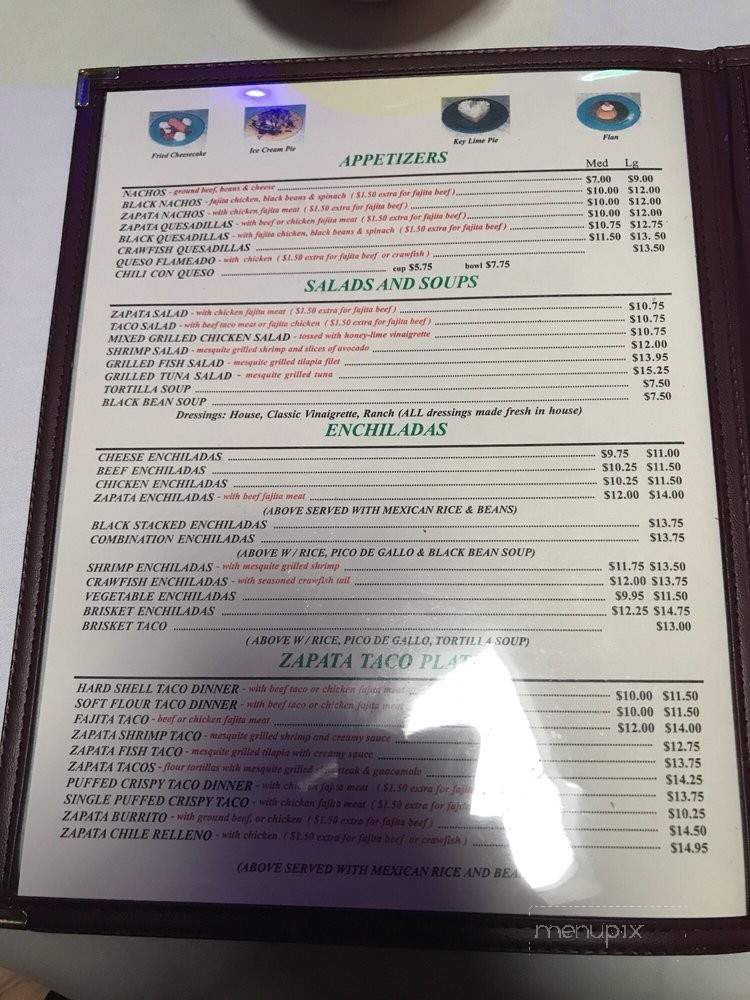 Fried Cheesecake
Ice Cream Pie
Key Lime Pie
Flan
APPETIZERS
Med Lg
NACHOS - ground beef, beans & cheese $7.00 $9.00
BLACK NACHOS - fajita chicken, black beans & spinach ( $1.50 extra for fajita beef ) $10.00 $12.00
ZAPATA NACHOS - with chicken fajita meat ( $1.50 extra for fajita beef ) $10.00 $12.00
ZAPATA QUESADILLAS - with beef or chicken fajita meat ( $1.50 extra for fajita beef ) $10.00 $12.00
BLACK QUESADILLAS - with fajita chicken, black beans & spinach ( $1.50 extra for fajita beef ) $10.75 $12.75
CRAWFISH QUESADILLAS $11.50 $13. 50
QUESO FLAMEADO - with chicken ( $1.50 extra for fajita beef or crawfish ) $13.50
CHILI CON QUESO cup $5.75 bowl $7.75
SALADS AND SOUPS
ZAPATA SALAD - with chicken fajita meat ( $1.50 extra for fajita beef ) $10.75
TACO SALAD - with beef taco meat or fajita chicken ( $1.50 extra for fajita beef ) $10.75
MIXED GRILLED CHICKEN SALAD - tossed with honey-lime vinaigrette $10.75
SHRIMP SALAD - mesquite grilled shrimp and slices of avocado $12.00
GRILLED FISH SALAD - mesquite grilled tilapia filet $13.95
GRILLED TUNA SALAD - mesquite grilled tuna $15.25
TORTILLA SOUP $7.50
BLACK BEAN SOUP $7.50
Dressings: House, Classic Vinaigrette, Ranch (ALL dressings made fresh in house)
ENCHILADAS
CHEESE ENCHILADAS $9.75 $11.00
BEEF ENCHILADAS $10.25 $11.50
CHICKEN ENCHILADAS $10.25 $11.50
ZAPATA ENCHILADAS - with beef fajita meat $12.00 $14.00
(ABOVE SERVED WITH MEXICAN RICE & BEANS)
BLACK STACKED ENCHILADAS $13.75
COMBINATION ENCHILADAS $13.75
(ABOVE W / RICE, PICO DE GALLO & BLACK BEAN SOUP)
SHRIMP ENCHILADAS - with mesquite grilled shrimp $11.75 $13.50
CRAWFISH ENCHILADAS - with seasoned crawfish tail $12.00 $13.75
VEGETABLE ENCHILADAS $9.95 $11.50
BRISKET ENCHILADAS $12.25 $14.75
BRISKET TACO $13.00
( ABOVE W / RICE, PICO DE GALLO, TORTILLA SOUP)
ZAPATA TACO
HARD SHELL TACO DINNER - with beef taco or chicken fajita meat $10.00 $11.50
SOFT FLOUR TACO DINNER - with beef taco or chicken fajita meat $10.00 $11.50
FAJITA TACO - beef or chicken fajita meat $12.00 $14.00
ZAPATA SHRIMP TACO - mesquite grilled shrimp and creamy sauce $12.75
ZAPATA FISH TACO - mesquite grilled tilapia with creamy sauce $13.75
ZAPATA TACOS - flour tortillas with mesquite grilled steak & guacamole $14.25
PUFFED CRISPY TACO DINNER - with chicken fajita meat ( $1.50 extra for $13.75
SINGLE PUFFED CRISPY TACO - with chicken fajita meat ( $1.50 extra for $10.25
ZAPATA BURRITO - with ground beef, or chicken ( $1.50 extra for fajita beef ) $14.50
ZAPATA CHILE RELLENO - with chicken ( $1.50 extra for fajita beef or crawfish ) $14.95
(ABOVE SERVED WITH MEXICAN RICE AND
menupix